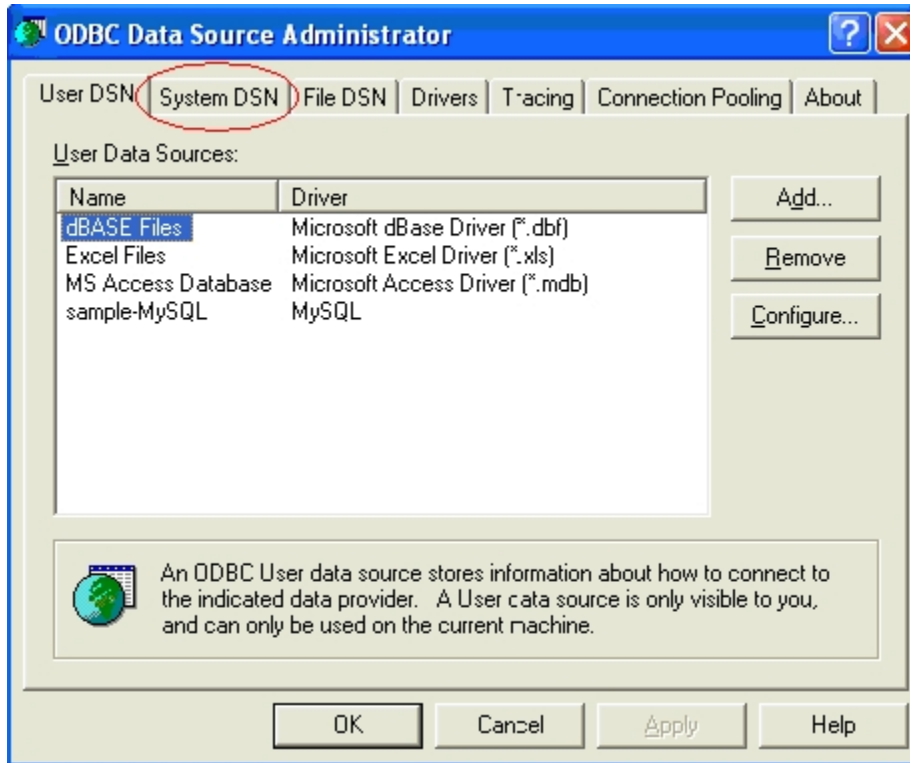 ODBC Data Source Administrator
User DSN System DSN File DSN Drivers Tracing Connection Pooling About
User Data Sources:
Name Driver
dBASE Files Microsoft dBase Driver (*.dbf)
Excel Files Microsoft Excel Driver (*.xls)
MS Access Database Microsoft Access Driver (*.mdb)
sample-MySQL MySQL
Add...
Remove
Configure...
An ODBC User data source stores information about how to connect to
the indicated data provider. A User data source is only visible to you,
and can only be used on the current machine.
OK Cancel Apply Help